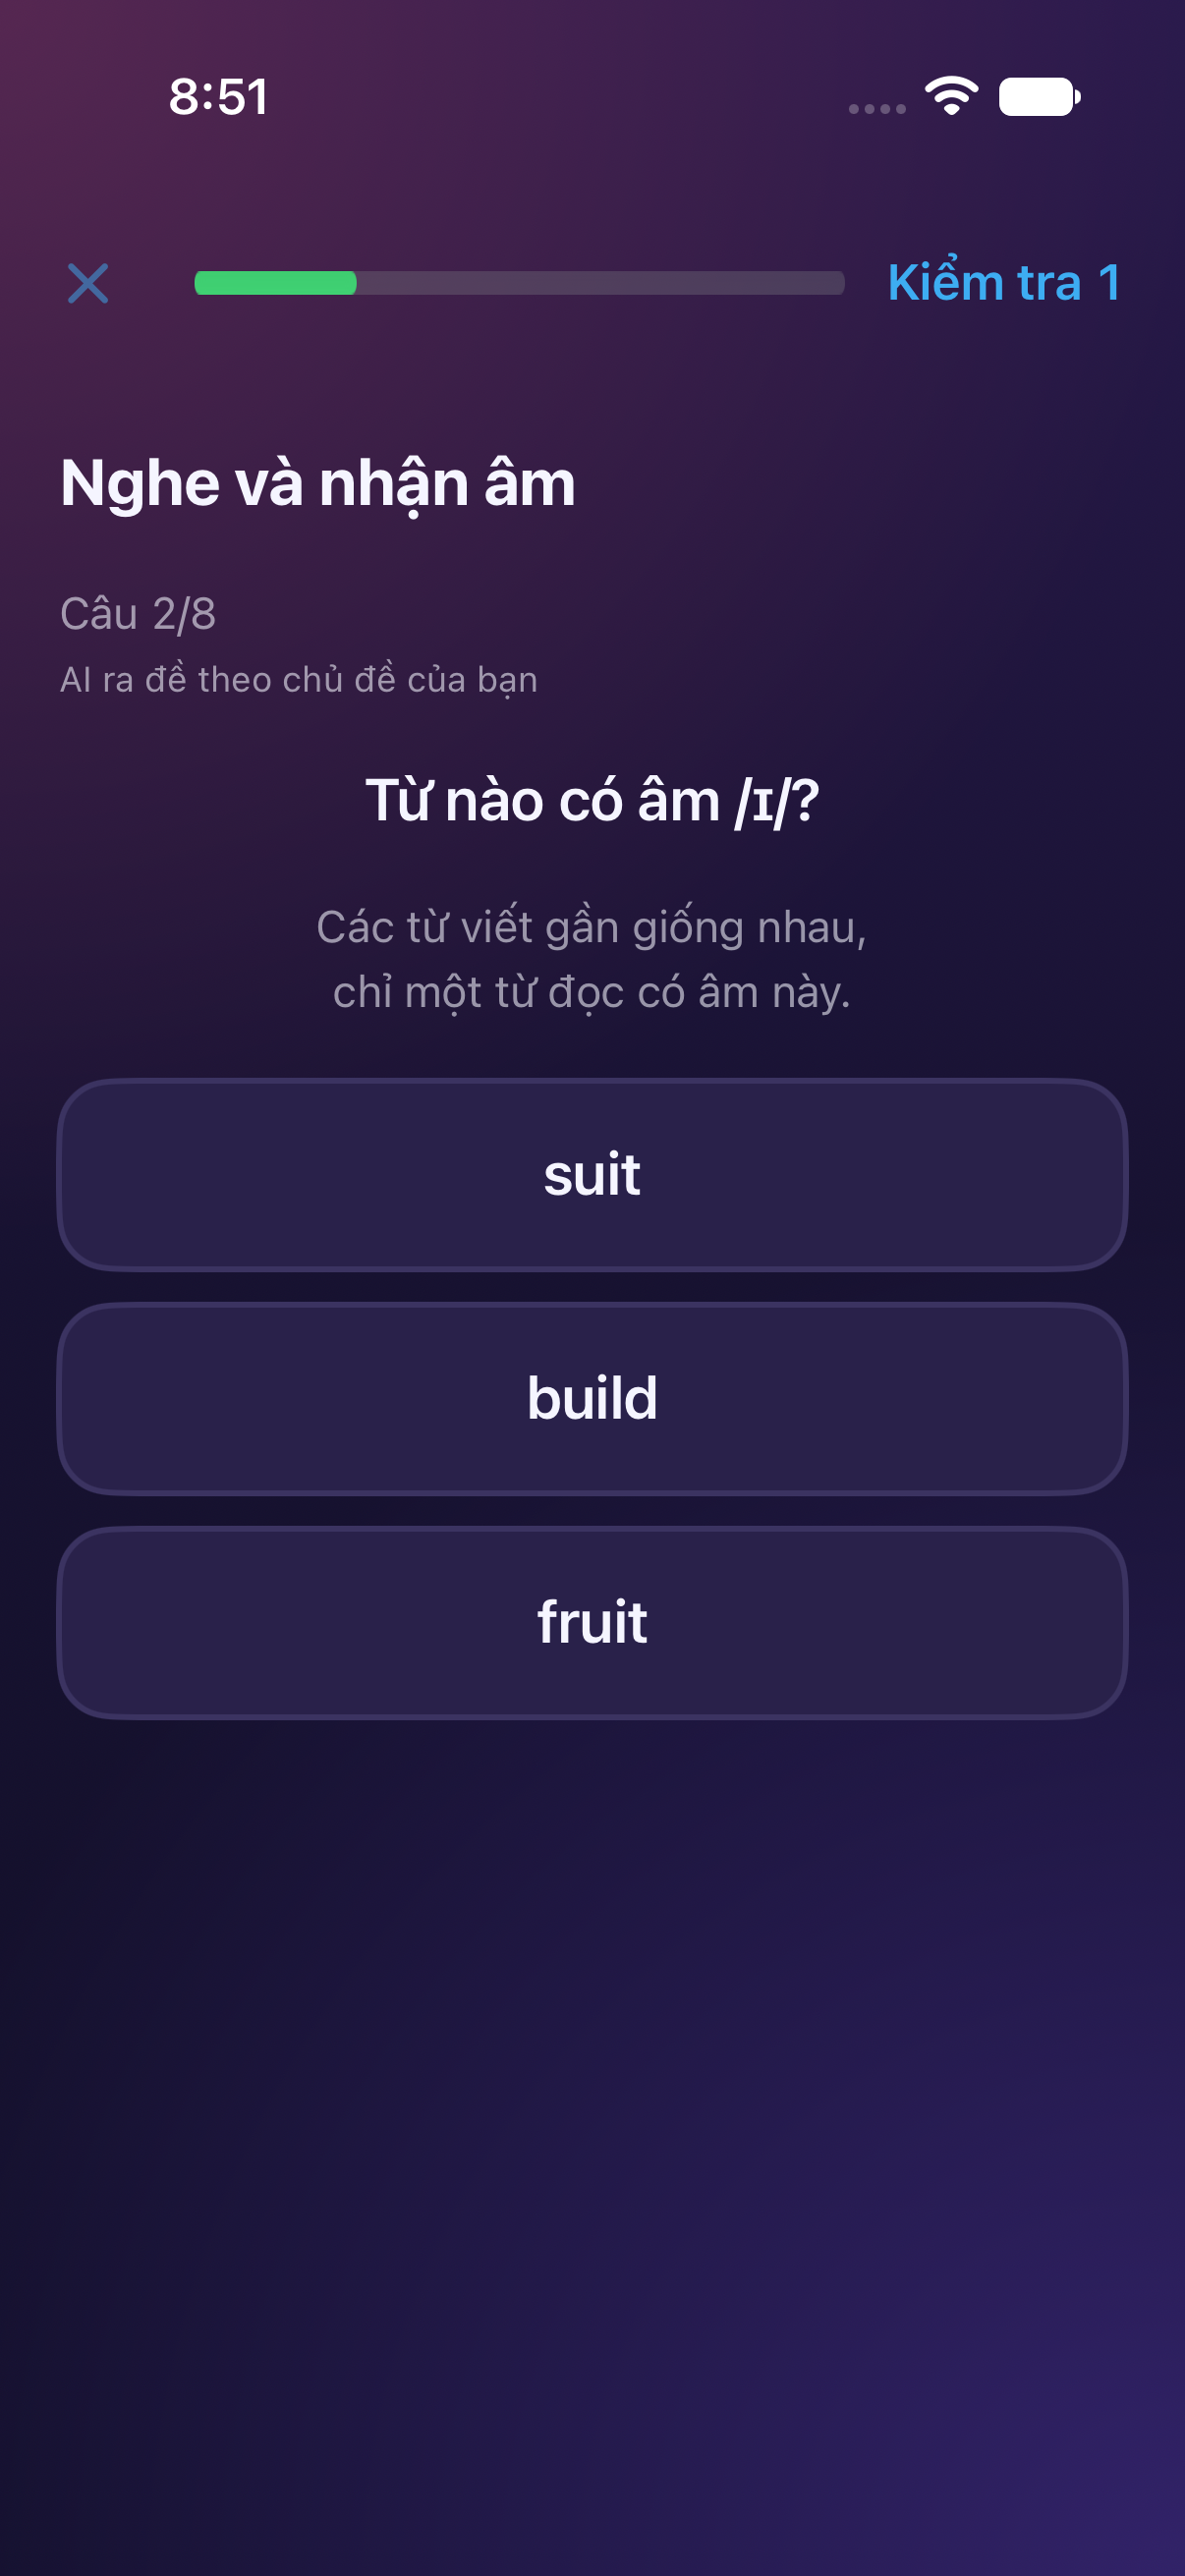 8:51
Kiểm tra 1
Nghe và nhận âm
Câu 2/8
AI ra đề theo chủ đề của bạn
Từ nào có âm /ɪ/?
Các từ viết gần giống nhau,
chỉ một từ đọc có âm này.
suit
build
fruit